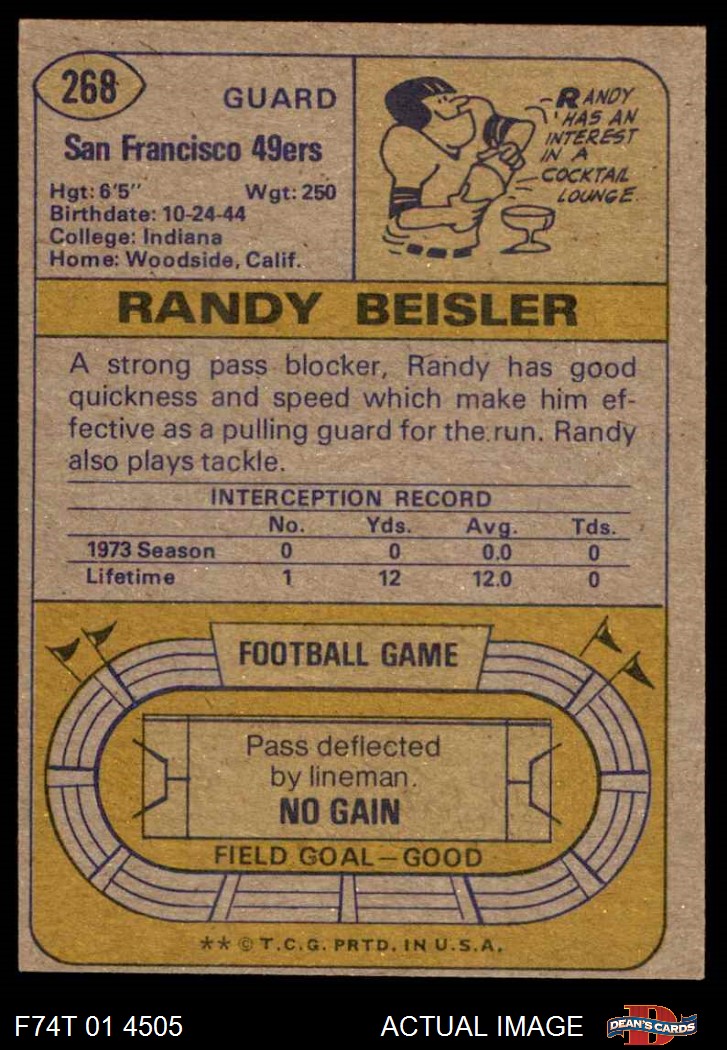 268
GUARD
San Francisco 49ers
Hgt: 6'5" Wgt: 250
Birthdate: 10-24-44
College: Indiana
Home: Woodside, Calif.
RANDY
HAS AN
INTEREST
IN A
COCKTAIL
LOUNGE.
RANDY BEISLER
A strong pass blocker, Randy has good
quickness and speed which make him ef-
fective as a pulling guard for the run. Randy
also plays tackle.
INTERCEPTION RECORD
No. Yds. Avg. Tds.
1973 Season 0 0 0.0 0
Lifetime 1 12 12.0 0
FOOTBALL GAME
Pass deflected
by lineman.
NO GAIN
FIELD GOAL—GOOD
** © T.C.G. PRTD. IN U.S.A.
F74T 01 4505 ACTUAL IMAGE
D
DEAN'S CARDS